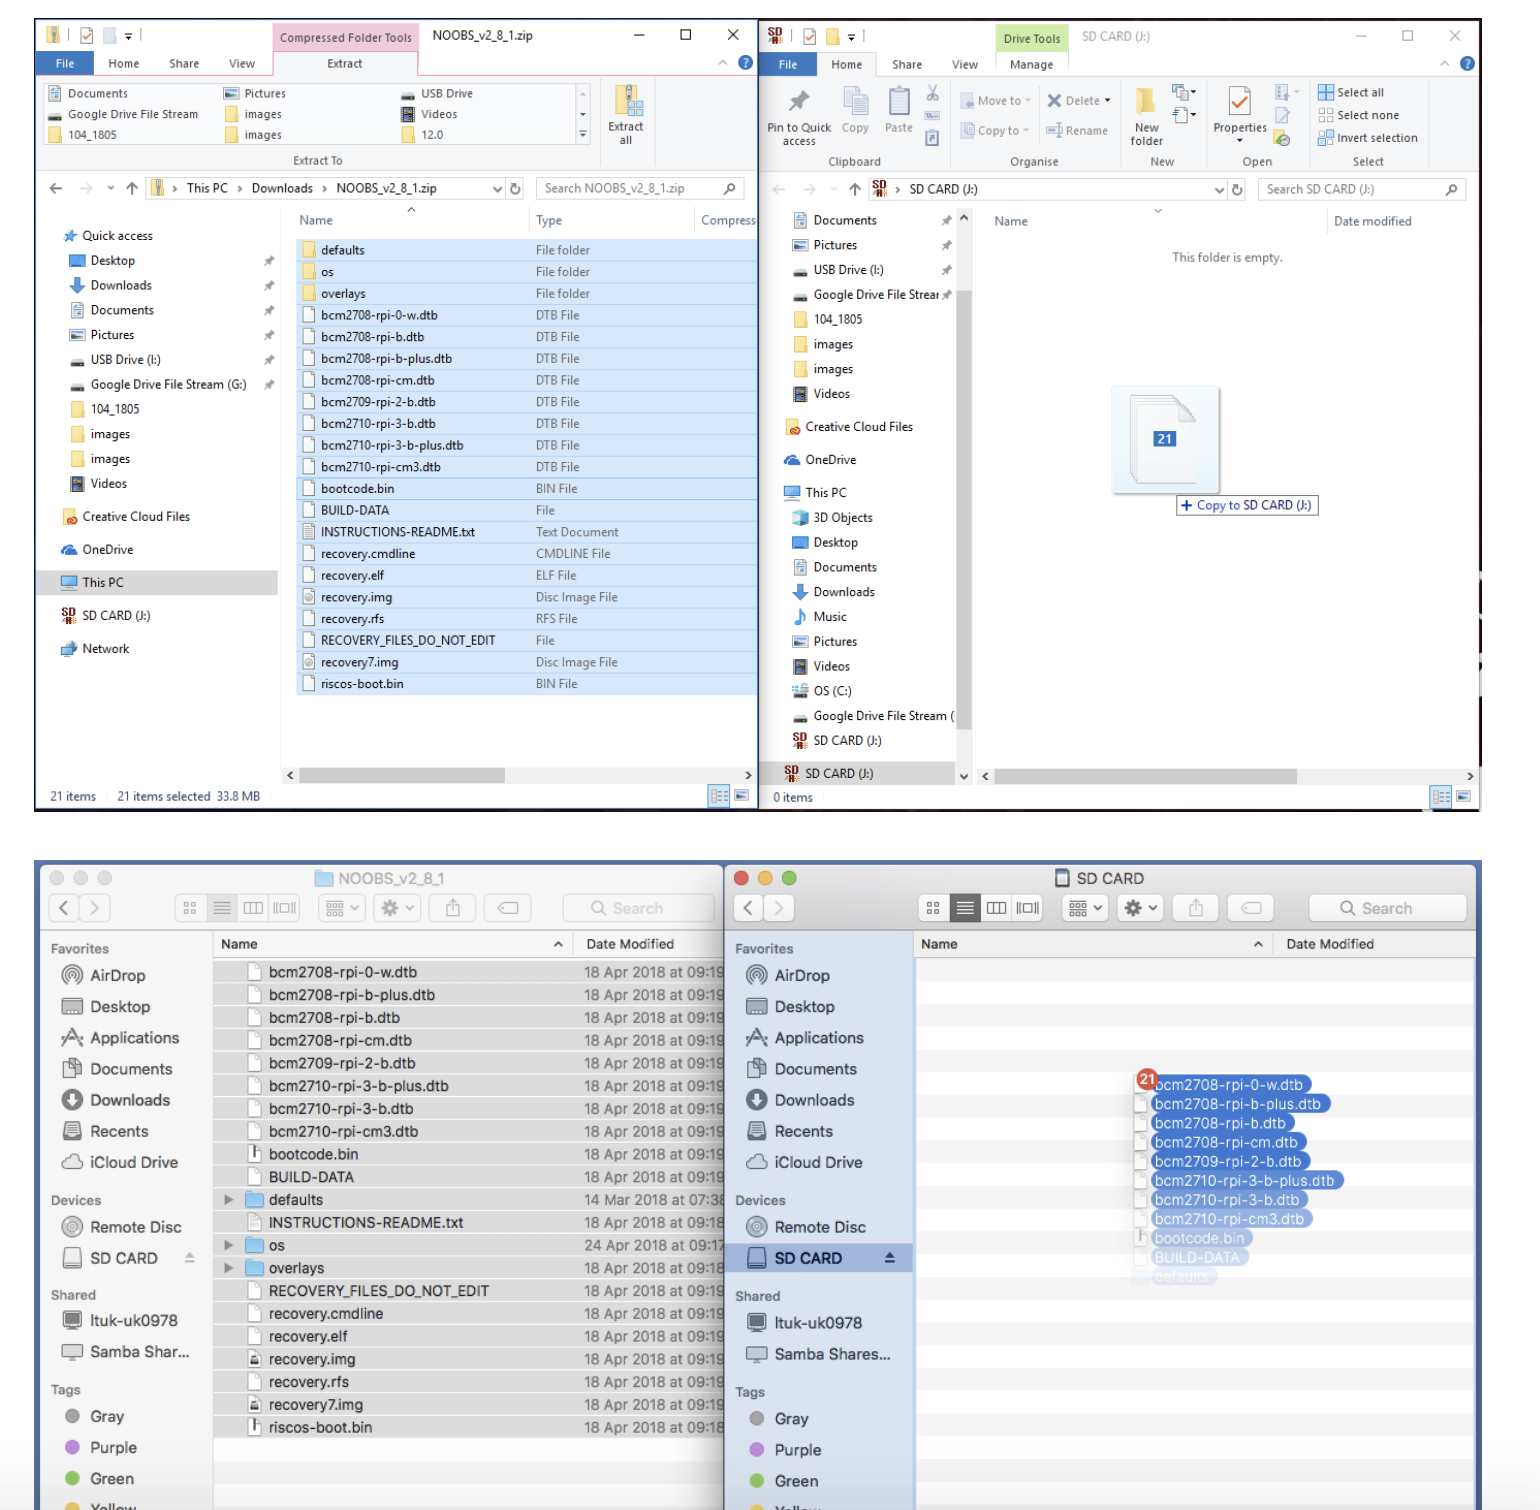 Compressed Folder Tools
NOOBS_v2_8_1.zip
File
Home
Share
View
Extract
Documents
Pictures
USB Drive
Google Drive File Stream
images
Videos
104_1805
images
12.0
Extract all
Extract To
This PC > Downloads > NOOBS_v2_8_1.zip
Search NOOBS_v2_8_1.zip
Quick access
Desktop
Downloads
Documents
Pictures
USB Drive (I:)
Google Drive File Stream (G:)
104_1805
images
images
Videos
Creative Cloud Files
OneDrive
This PC
SD CARD (J:)
Network
Name Type Compress
defaults File folder
os File folder
overlays File folder
bcm2708-rpi-0-w.dtb DTB File
bcm2708-rpi-b.dtb DTB File
bcm2708-rpi-b-plus.dtb DTB File
bcm2708-rpi-cm.dtb DTB File
bcm2709-rpi-2-b.dtb DTB File
bcm2710-rpi-3-b.dtb DTB File
bcm2710-rpi-3-b-plus.dtb DTB File
bcm2710-rpi-cm3.dtb DTB File
bootcode.bin BIN File
BUILD-DATA File
INSTRUCTIONS-README.txt Text Document
recovery.cmdline CMDLINE File
recovery.elf ELF File
recovery.img Disc Image File
recovery.rfs RFS File
RECOVERY_FILES_DO_NOT_EDIT File
recovery7.img Disc Image File
riscos-boot.bin BIN File
21 items 21 items selected 33.8 MB
Drive Tools
SD CARD (J:)
File
Home
Share
View
Manage
Pin to Quick access
Copy
Paste
Clipboard
Move to
Copy to
Delete
Rename
Organise
New folder
New
Properties
Open
Select all
Select none
Invert selection
Select
SD CARD (J:)
Search SD CARD (J:)
Documents
Pictures
USB Drive (I:)
Google Drive File Strear
104_1805
images
images
Videos
Creative Cloud Files
OneDrive
This PC
3D Objects
Desktop
Documents
Downloads
Music
Pictures
Videos
OS (C:)
Google Drive File Stream (
SD CARD (J:)
SD CARD (J:)
Name Date modified
This folder is empty.
21
+ Copy to SD CARD (J:)
0 items
NOOBS_v2_8_1
Search
Favorites
AirDrop
Desktop
Applications
Documents
Downloads
Recents
iCloud Drive
Devices
Remote Disc
SD CARD
Shared
ltuk-uk0978
Samba Shar...
Tags
Gray
Purple
Green
Yellow
Name Date Modified
bcm2708-rpi-0-w.dtb 18 Apr 2018 at 09:19
bcm2708-rpi-b-plus.dtb 18 Apr 2018 at 09:19
bcm2708-rpi-b.dtb 18 Apr 2018 at 09:19
bcm2708-rpi-cm.dtb 18 Apr 2018 at 09:19
bcm2709-rpi-2-b.dtb 18 Apr 2018 at 09:19
bcm2710-rpi-3-b-plus.dtb 18 Apr 2018 at 09:19
bcm2710-rpi-3-b.dtb 18 Apr 2018 at 09:19
bcm2710-rpi-cm3.dtb 18 Apr 2018 at 09:19
bootcode.bin 18 Apr 2018 at 09:19
BUILD-DATA 18 Apr 2018 at 09:19
defaults 14 Mar 2018 at 07:38
INSTRUCTIONS-README.txt 18 Apr 2018 at 09:18
os 24 Apr 2018 at 09:17
overlays 18 Apr 2018 at 09:18
RECOVERY_FILES_DO_NOT_EDIT 18 Apr 2018 at 09:19
recovery.cmdline 18 Apr 2018 at 09:19
recovery.elf 18 Apr 2018 at 09:19
recovery.img 18 Apr 2018 at 09:19
recovery.rfs 18 Apr 2018 at 09:19
recovery7.img 18 Apr 2018 at 09:19
riscos-boot.bin 18 Apr 2018 at 09:18
SD CARD
Search
Favorites
AirDrop
Desktop
Applications
Documents
Downloads
Recents
iCloud Drive
Devices
Remote Disc
SD CARD
Shared
ltuk-uk0978
Samba Shares...
Tags
Gray
Purple
Green
Yellow
Name Date Modified
21
bcm2708-rpi-0-w.dtb
bcm2708-rpi-b-plus.dtb
bcm2708-rpi-b.dtb
bcm2708-rpi-cm.dtb
bcm2709-rpi-2-b.dtb
bcm2710-rpi-3-b-plus.dtb
bcm2710-rpi-3-b.dtb
bcm2710-rpi-cm3.dtb
bootcode.bin
BUILD-DATA
defaults